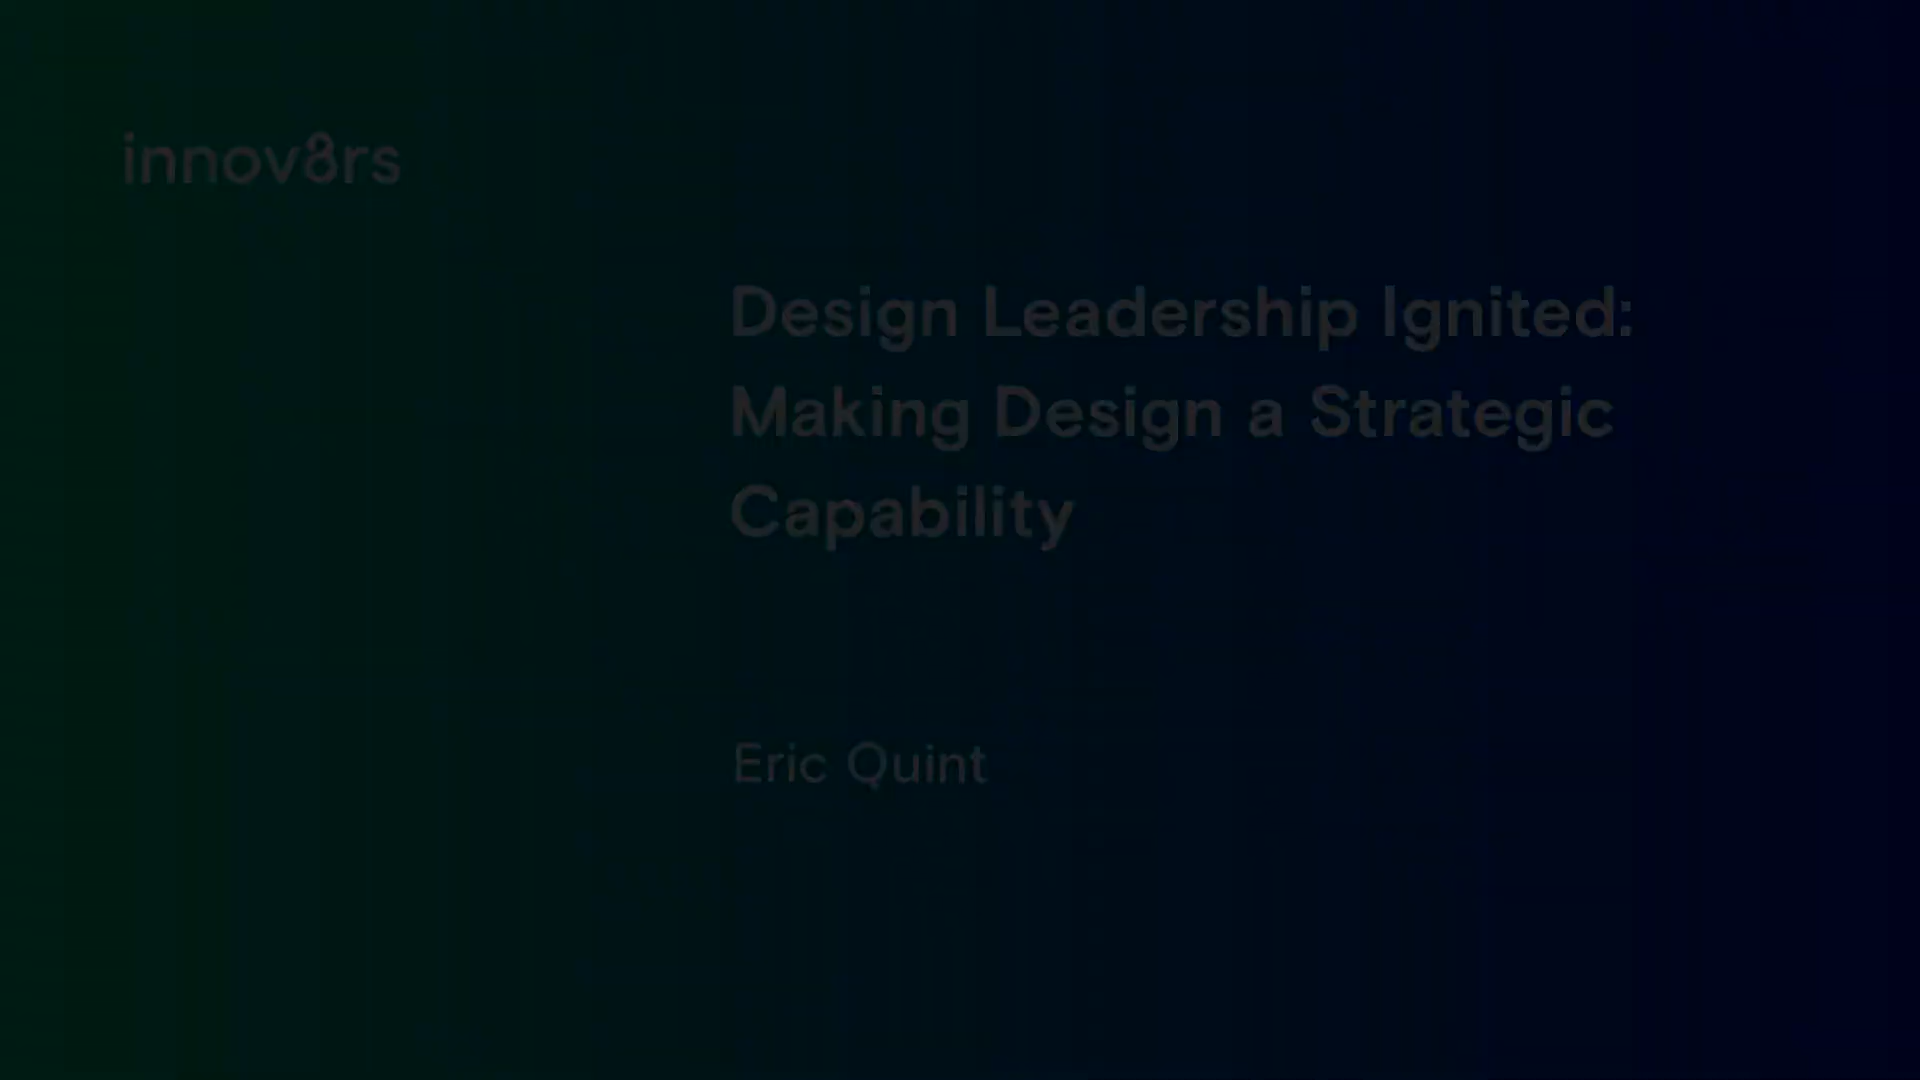 innov8rs
Design Leadership Ignited:
Making Design a Strategic
Capability
Eric Quint